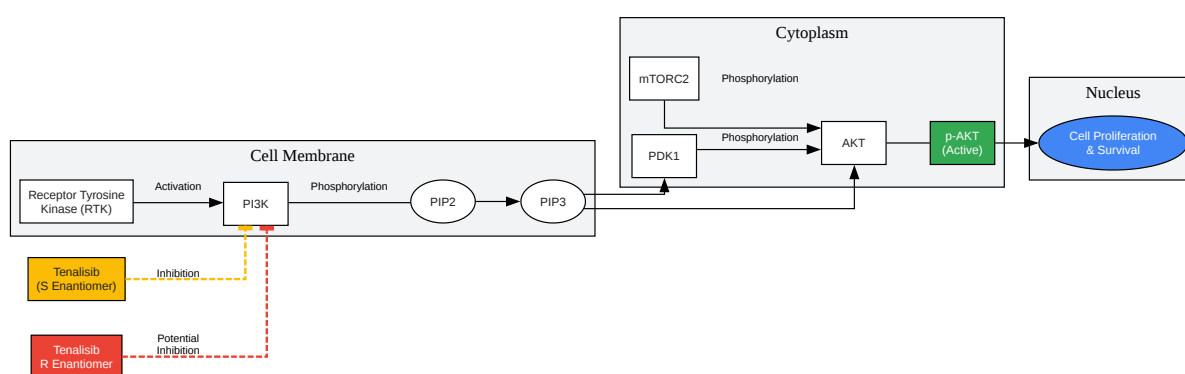 Cytoplasm
mTORC2
Phosphorylation
Phosphorylation
PDK1
AKT
p-AKT
(Active)
Nucleus
Cell Proliferation
& Survival
Cell Membrane
Receptor Tyrosine
Kinase (RTK)
Activation
PI3K
Phosphorylation
PIP2
PIP3
Tenalisib
(S Enantiomer)
Inhibition
Tenalisib
R Enantiomer
Potential
Inhibition